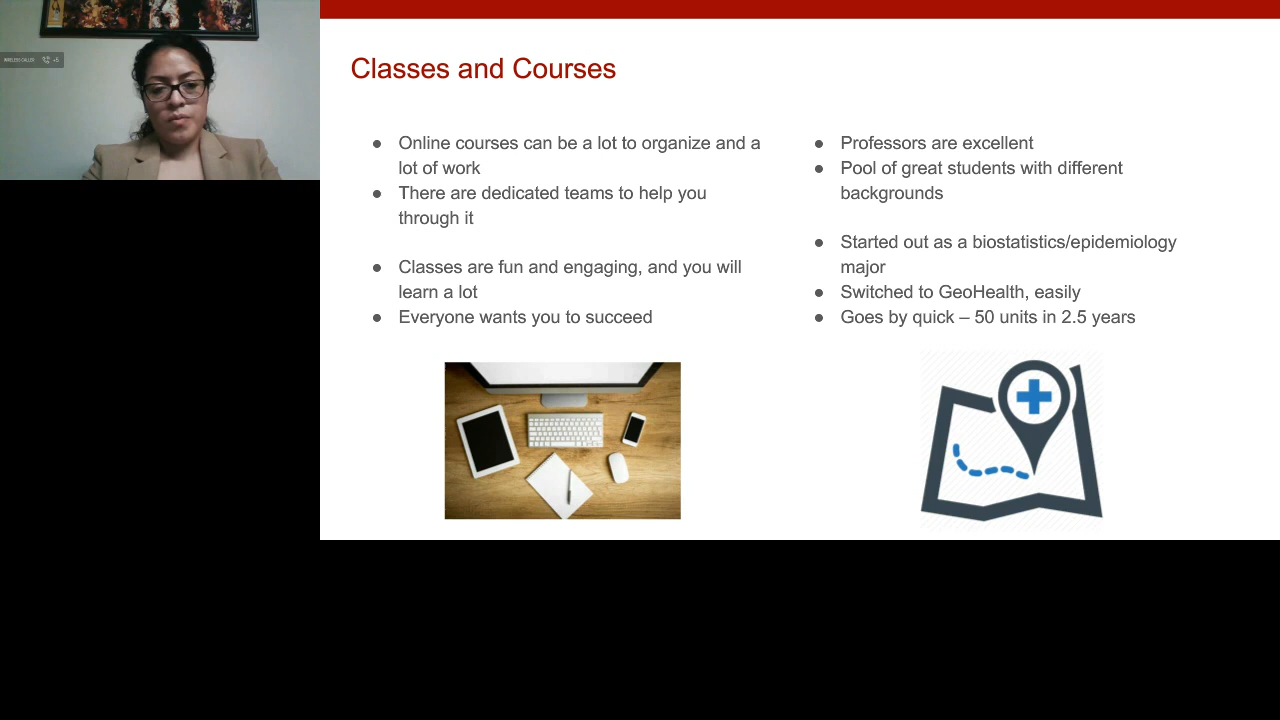 WIRELESS CALLER
+5
Classes and Courses
● Online courses can be a lot to organize and a
lot of work
● There are dedicated teams to help you
through it
● Classes are fun and engaging, and you will
learn a lot
● Everyone wants you to succeed
● Professors are excellent
● Pool of great students with different
backgrounds
● Started out as a biostatistics/epidemiology
major
● Switched to GeoHealth, easily
● Goes by quick – 50 units in 2.5 years